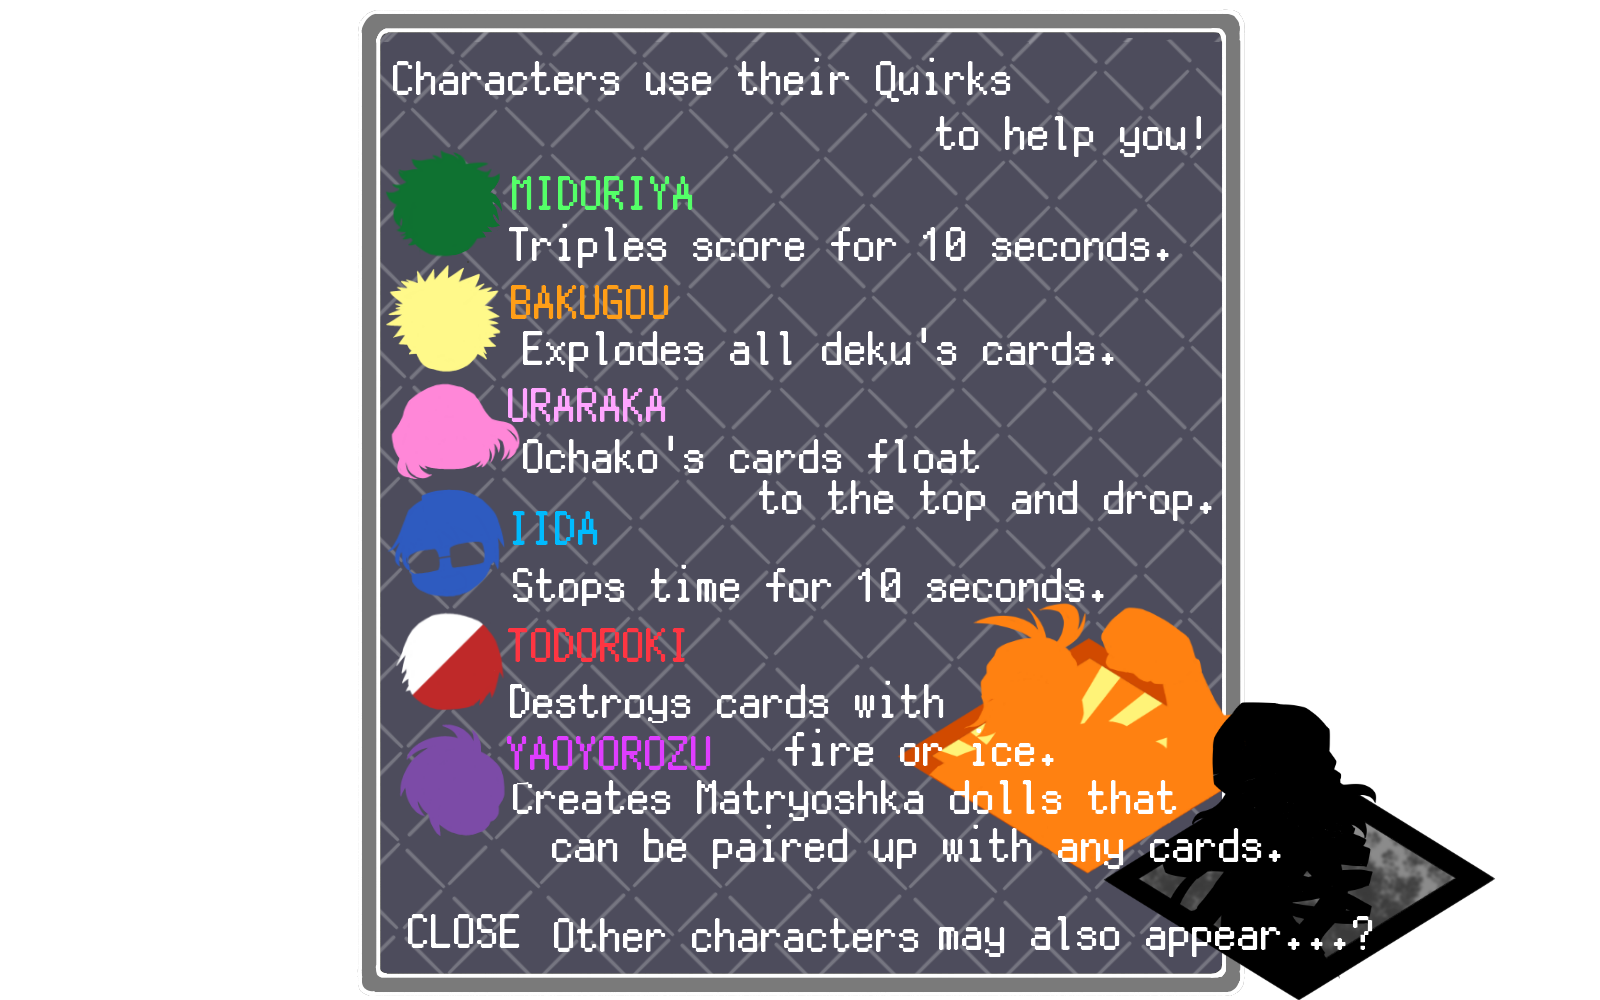 Characters use their Quirks
to help you!
MIDORIYA
Triples score for 10 seconds.
BAKUGOU
Explodes all deku's cards.
URARAKA
Ochako's cards float
to the top and drop.
IIDA
Stops time for 10 seconds.
TODOROKI
Destroys cards with
fire or ice.
YAOYOROZU
Creates Matryoshka dolls that
can be paired up with any cards.
CLOSE
Other characters may also appear...?